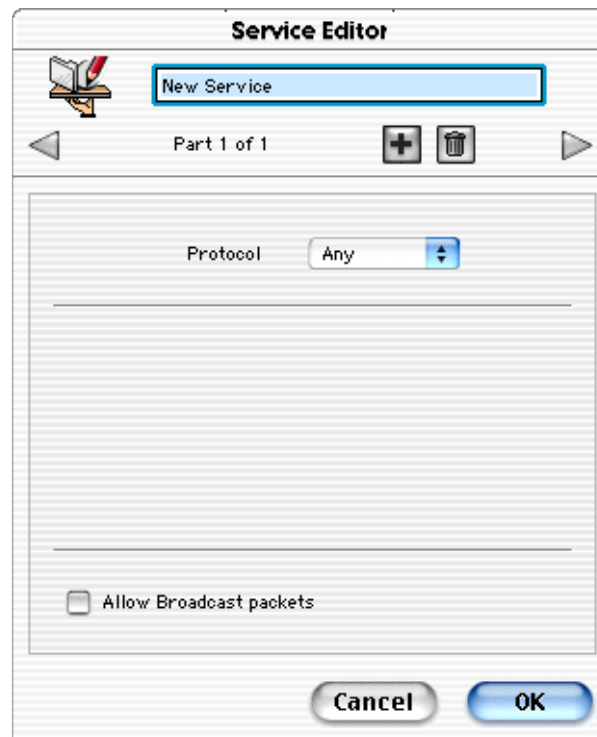 Service Editor
New Service
Part 1 of 1
Protocol Any
Allow Broadcast packets
Cancel OK